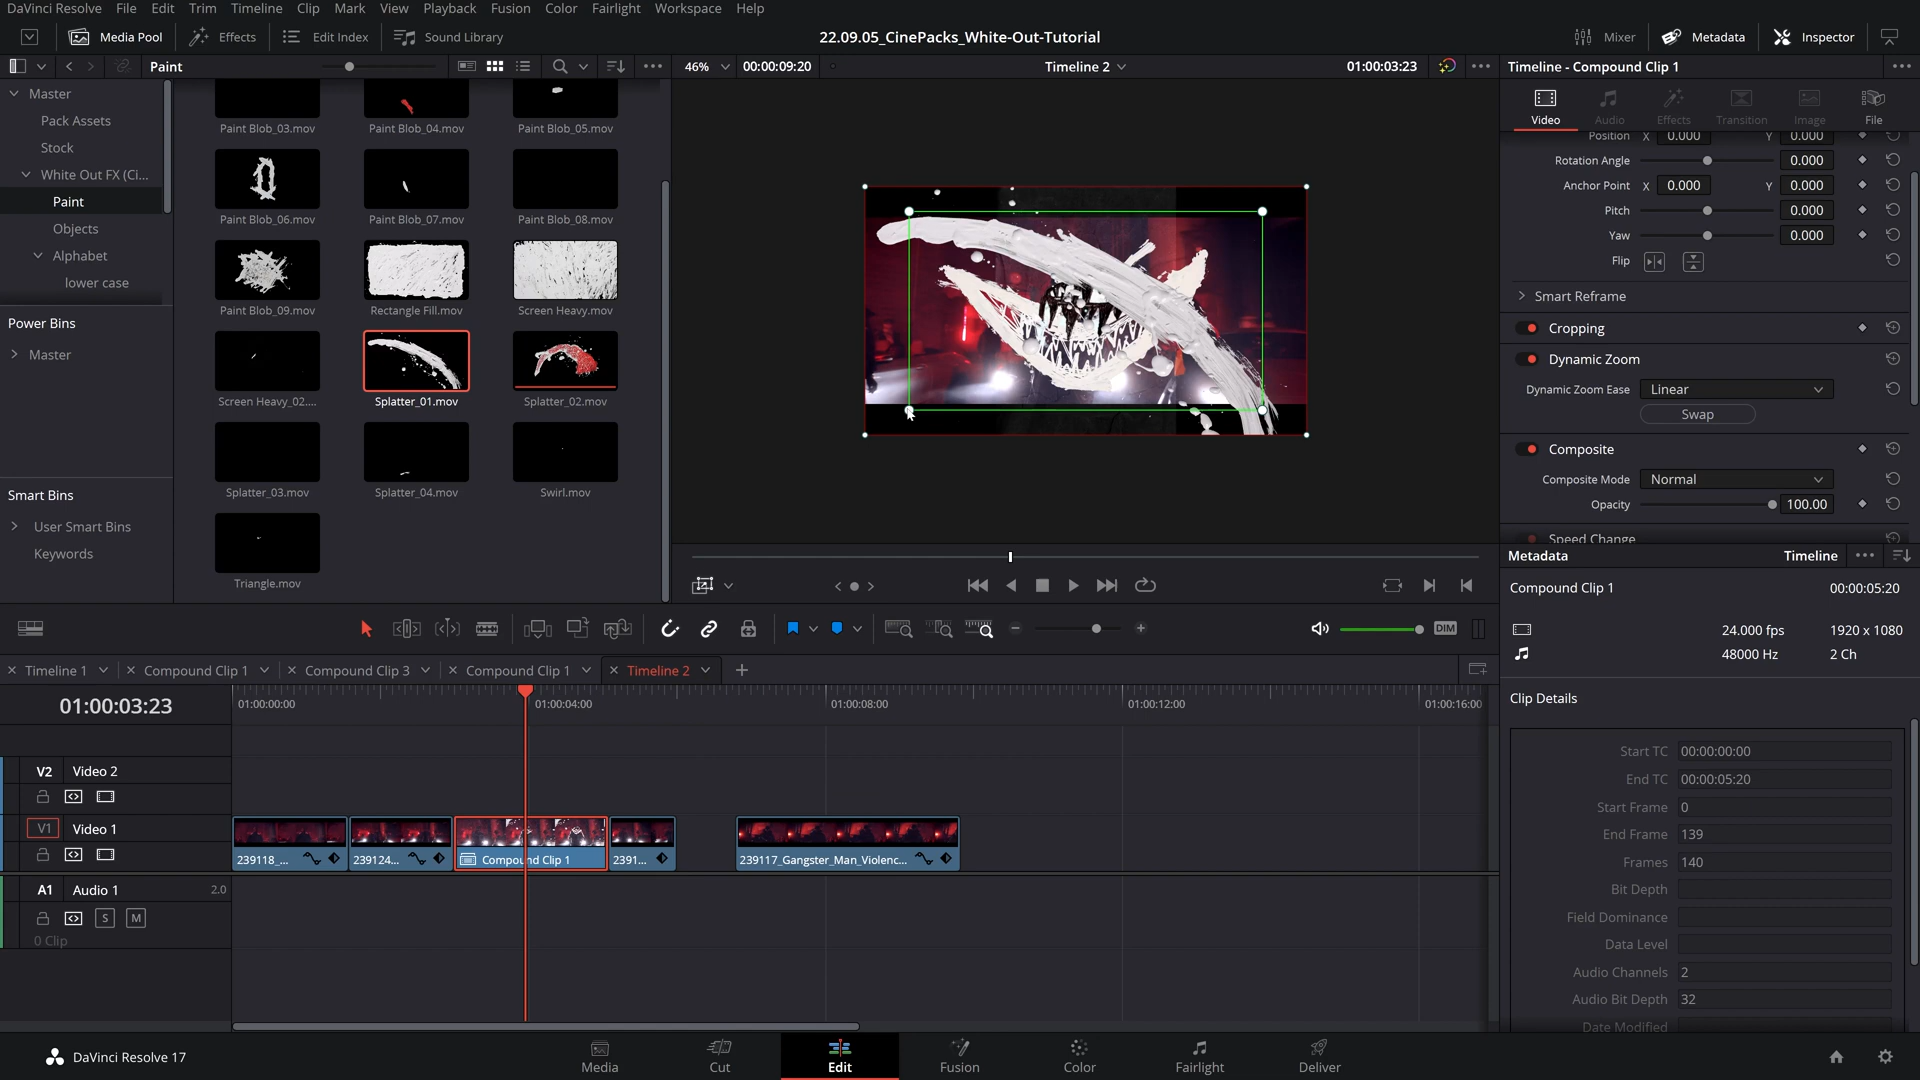 DaVinci Resolve File Edit Trim Timeline Clip Mark View Playback Fusion Color Fairlight Workspace Help
Media Pool Effects Edit Index Sound Library 22.09.05_CinePacks_White-Out-Tutorial Mixer Metadata Inspector
Paint 46% 00:00:09:20 Timeline 2 01:00:03:23 Timeline - Compound Clip 1
Master
Pack Assets
Stock
White Out FX (Ci...
Paint
Objects
Alphabet
lower case
Power Bins
Master
Smart Bins
User Smart Bins
Keywords
Paint Blob_03.mov Paint Blob_04.mov Paint Blob_05.mov
Paint Blob_06.mov Paint Blob_07.mov Paint Blob_08.mov
Paint Blob_09.mov Rectangle Fill.mov Screen Heavy.mov
Screen Heavy_02.... Splatter_01.mov Splatter_02.mov
Splatter_03.mov Splatter_04.mov Swirl.mov
Triangle.mov
Video Audio Effects Transition Image File
Position X 0.000 Y 0.000
Rotation Angle 0.000
Anchor Point X 0.000 Y 0.000
Pitch 0.000
Yaw 0.000
Flip
Smart Reframe
Cropping
Dynamic Zoom
Dynamic Zoom Ease Linear
Swap
Composite
Composite Mode Normal
Opacity 100.00
Speed Change
Metadata Timeline
Compound Clip 1 00:00:05:20
24.000 fps 1920 x 1080
48000 Hz 2 Ch
Clip Details
Start TC 00:00:00:00
End TC 00:00:05:20
Start Frame 0
End Frame 139
Frames 140
Bit Depth
Field Dominance
Data Level
Audio Channels 2
Audio Bit Depth 32
Date Modified
DIM
Timeline 1 Compound Clip 1 Compound Clip 3 Compound Clip 1 Timeline 2
01:00:03:23 01:00:00:00 01:00:04:00 01:00:08:00 01:00:12:00 01:00:16:00
V2 Video 2
V1 Video 1
239118_... 239124... Compound Clip 1 2391... 239117_Gangster_Man_Violenc...
A1 Audio 1 2.0
S M
0 Clip
DaVinci Resolve 17 Media Cut Edit Fusion Color Fairlight Deliver